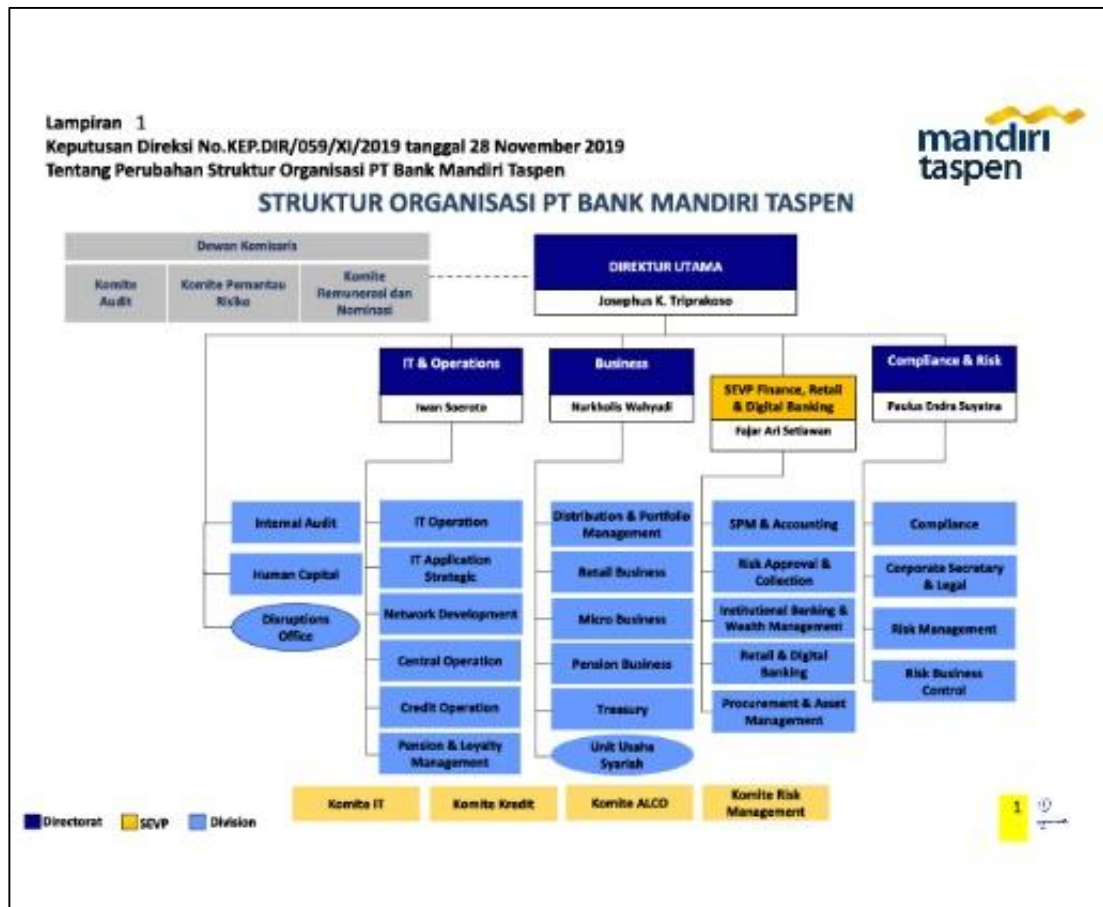 Lampiran 1
Keputusan Direksi No.KEP.DIR/059/XI/2019 tanggal 28 November 2019
Tentang Perubahan Struktur Organisasi PT Bank Mandiri Taspen
mandiri
taspen
STRUKTUR ORGANISASI PT BANK MANDIRI TASPEN
Dewan Komisaris
Komite
Audit
Komite Pemantau
Risiko
Komite
Remunerasi dan
Nominasi
DIREKTUR UTAMA
Josephus K. Triprakoso
IT & Operations
Iwan Soeroto
Business
Nurkholis Wahyudi
SEVP Finance, Retail
& Digital Banking
Fajar Ari Setiawan
Compliance & Risk
Paulus Endra Suyatna
Internal Audit
Human Capital
Disruptions
Office
IT Operation
IT Application
Strategic
Network Development
Central Operation
Credit Operation
Pension & Loyalty
Management
Distribution & Portfolio
Management
Retail Business
Micro Business
Pension Business
Treasury
Unit Usaha
Syariah
SPM & Accounting
Risk Approval &
Collection
Institutional Banking &
Wealth Management
Retail & Digital
Banking
Procurement & Asset
Management
Compliance
Corporate Secretary
& Legal
Risk Management
Risk Business
Control
Komite IT
Komite Kredit
Komite ALCO
Komite Risk
Management
Directorat
SEVP
Division
1